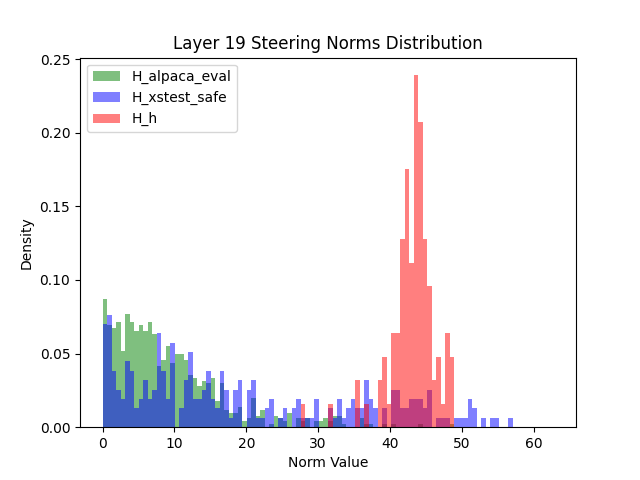 Layer 19 Steering Norms Distribution
H_alpaca_eval
H_xstest_safe
H_h
Density
0.25
0.20
0.15
0.10
0.05
0.00
0 10 20 30 40 50 60
Norm Value